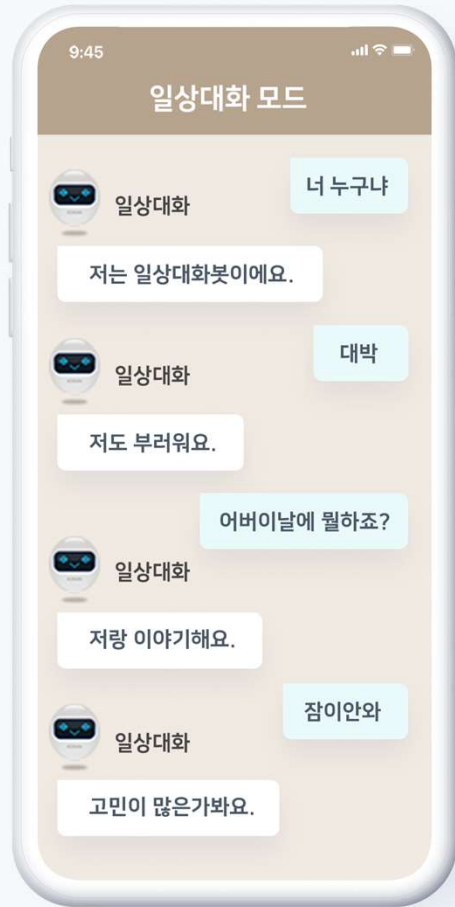 9:45
일상대화 모드
너 누구냐
일상대화
저는 일상대화봇이에요.
대박
일상대화
저도 부러워요.
어버이날에 뭘하죠?
일상대화
저랑 이야기해요.
잠이안와
일상대화
고민이 많은가봐요.